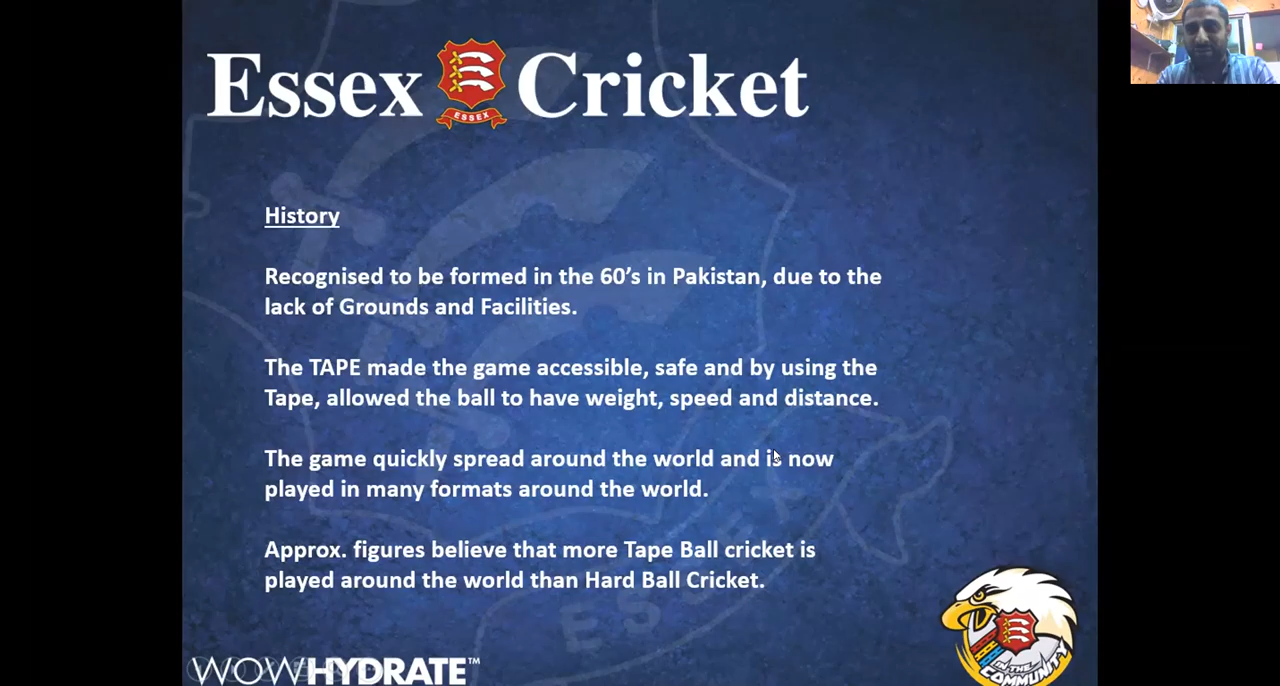 Essex Cricket
ESSEX
History
Recognised to be formed in the 60's in Pakistan, due to the
lack of Grounds and Facilities.
The TAPE made the game accessible, safe and by using the
Tape, allowed the ball to have weight, speed and distance.
The game quickly spread around the world and is now
played in many formats around the world.
Approx. figures believe that more Tape Ball cricket is
played around the world than Hard Ball Cricket.
ESSEX
WOWHYDRATE™
IN THE
COMMUNITY